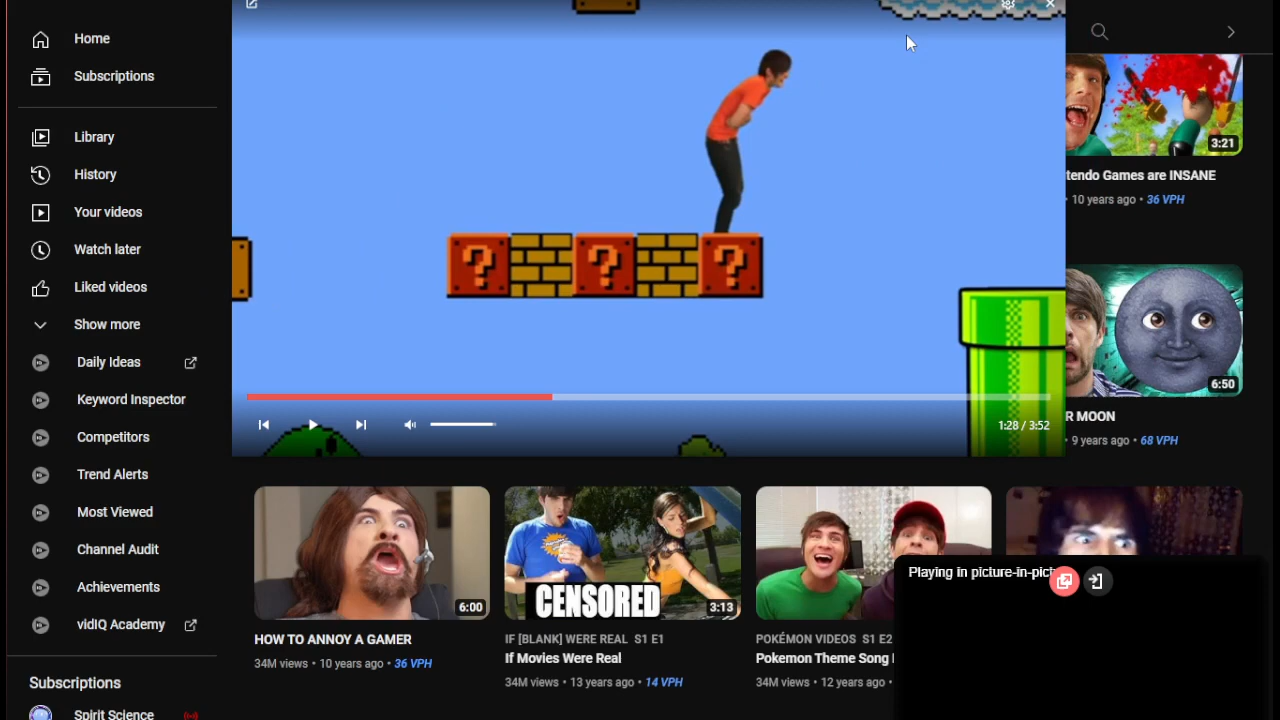 Home
Subscriptions
Library
History
Your videos
Watch later
Liked videos
Show more
Daily Ideas
Keyword Inspector
Competitors
Trend Alerts
Most Viewed
Channel Audit
Achievements
vidIQ Academy
Subscriptions
Spirit Science
? ? ?
1:28 / 3:52
3:21
tendo Games are INSANE
10 years ago • 36 VPH
6:50
R MOON
9 years ago • 68 VPH
6:00
HOW TO ANNOY A GAMER
34M views • 10 years ago • 36 VPH
CENSORED
3:13
IF [BLANK] WERE REAL S1 E1
If Movies Were Real
34M views • 13 years ago • 14 VPH
POKÉMON VIDEOS S1 E2
Pokemon Theme Song
34M views • 12 years ago •
Playing in picture-in-pict